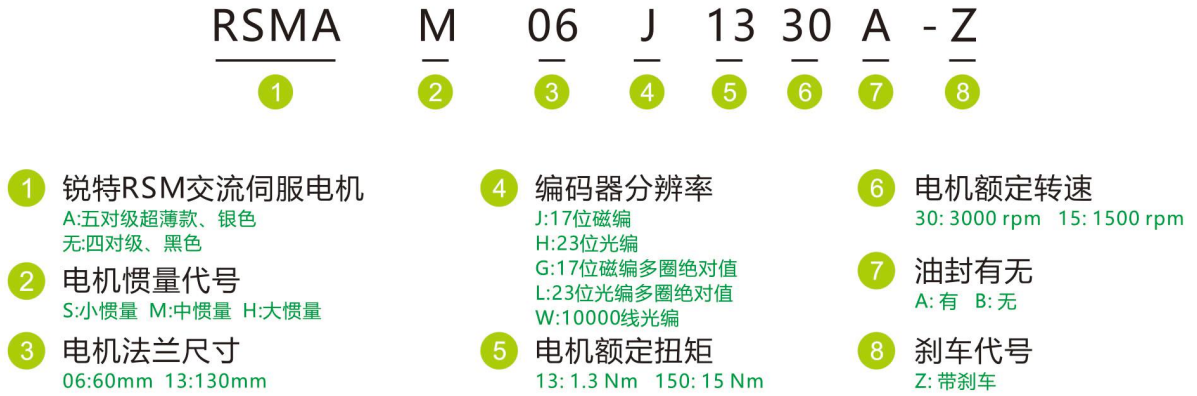 RSMA M 06 J 13 30 A - Z
1 2 3 4 5 6 7 8
1 锐特RSM交流伺服电机
A:五对级超薄款、银色
无:四对级、黑色
2 电机惯量代号
S:小惯量 M:中惯量 H:大惯量
3 电机法兰尺寸
06:60mm 13:130mm
4 编码器分辨率
J:17位磁编
H:23位光编
G:17位磁编多圈绝对值
L:23位光编多圈绝对值
W:10000线光编
5 电机额定扭矩
13: 1.3 Nm 150: 15 Nm
6 电机额定转速
30: 3000 rpm 15: 1500 rpm
7 油封有无
A: 有 B: 无
8 刹车代号
Z: 带刹车